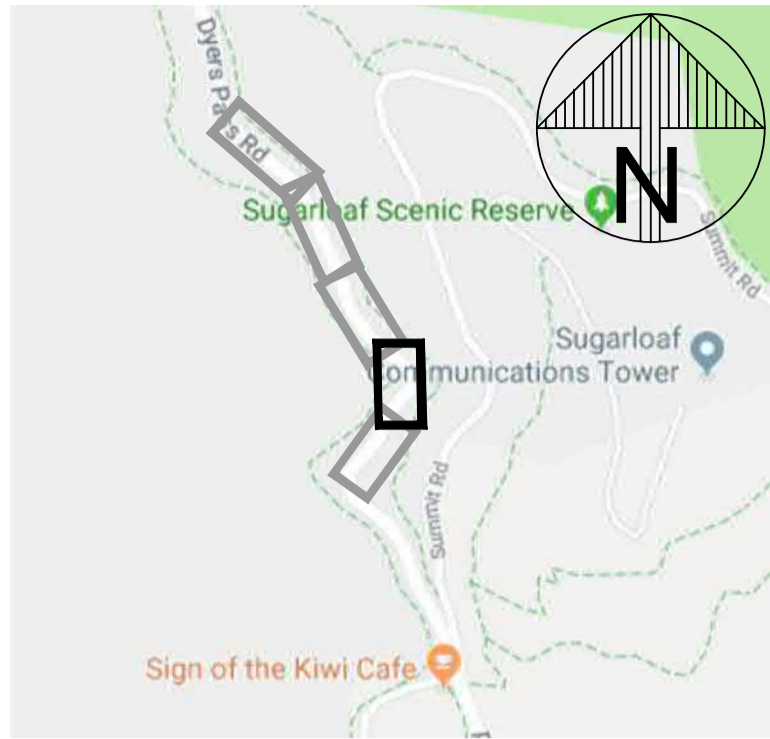 Dyers Pass Rd
N
Sugarloaf Scenic Reserve
Summit Rd
Sugarloaf
Communications Tower
Summit Rd
Sign of the Kiwi Cafe